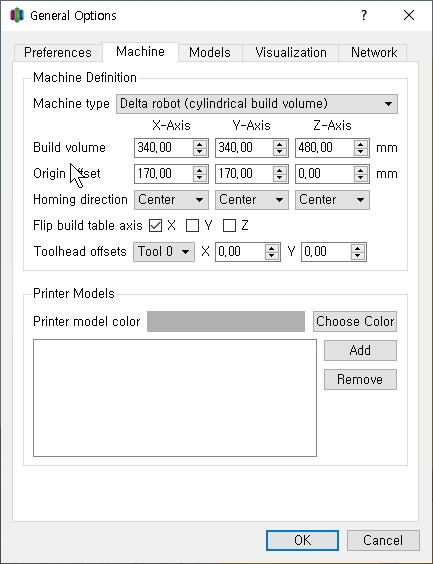 General Options
Preferences Machine Models Visualization Network
Machine Definition
Machine type Delta robot (cylindrical build volume)
X-Axis Y-Axis Z-Axis
Build volume 340,00 340,00 480,00 mm
Origin offset 170,00 170,00 0,00 mm
Homing direction Center Center Center
Flip build table axis X Y Z
Toolhead offsets Tool 0 X 0,00 Y 0,00
Printer Models
Printer model color Choose Color
Add
Remove
OK Cancel